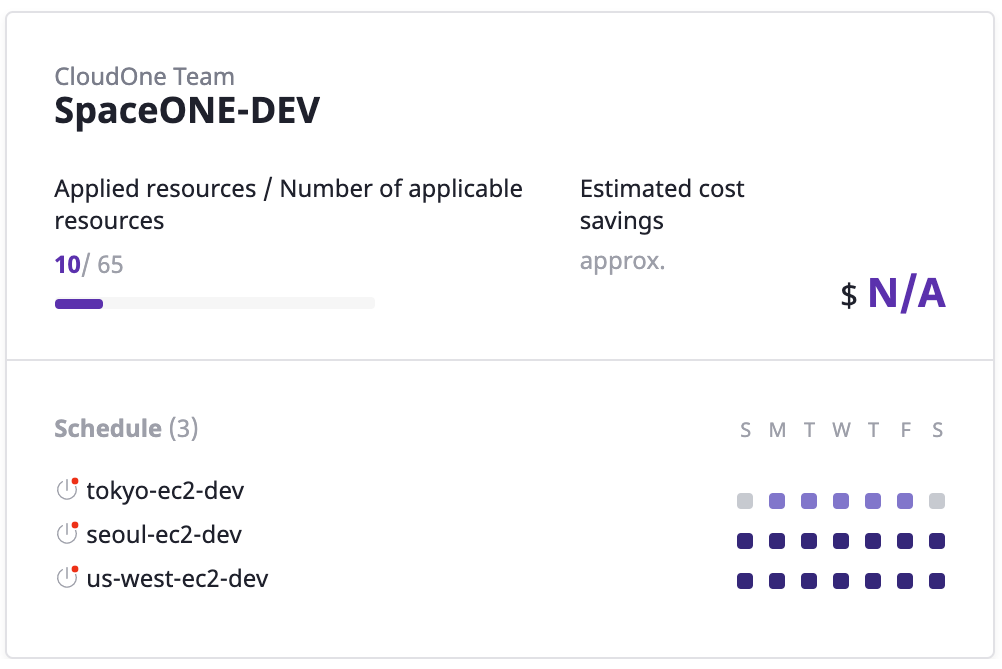 CloudOne Team
SpaceONE-DEV
Applied resources / Number of applicable
resources
10/ 65
Estimated cost
savings
approx.
$ N/A
Schedule (3)
S M T W T F S
tokyo-ec2-dev
seoul-ec2-dev
us-west-ec2-dev